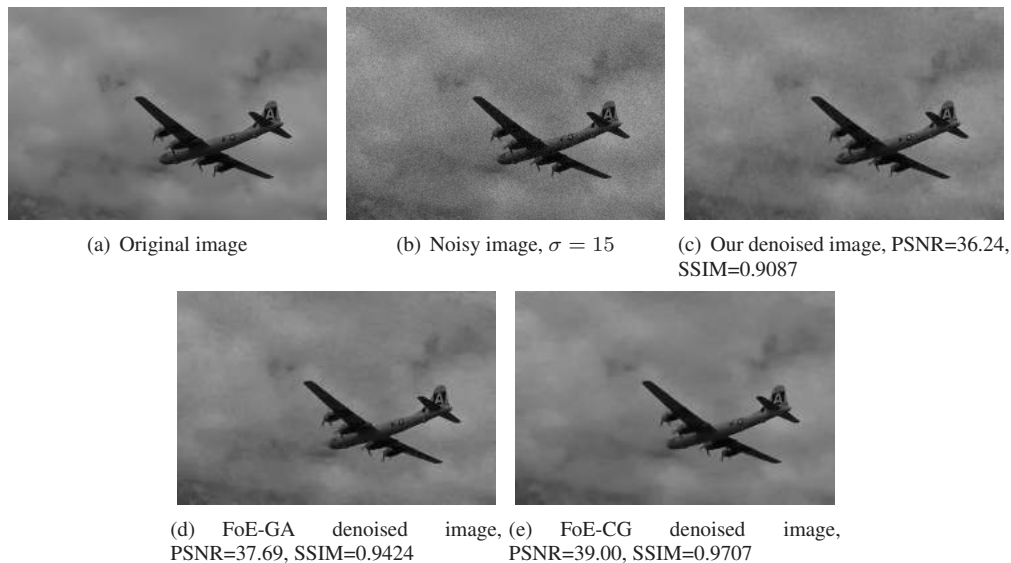 (a) Original image
(b) Noisy image, σ = 15
(c) Our denoised image, PSNR=36.24,
SSIM=0.9087
(d) FoE-GA denoised image,
PSNR=37.69, SSIM=0.9424
(e) FoE-CG denoised image,
PSNR=39.00, SSIM=0.9707
A
A
A
A
A